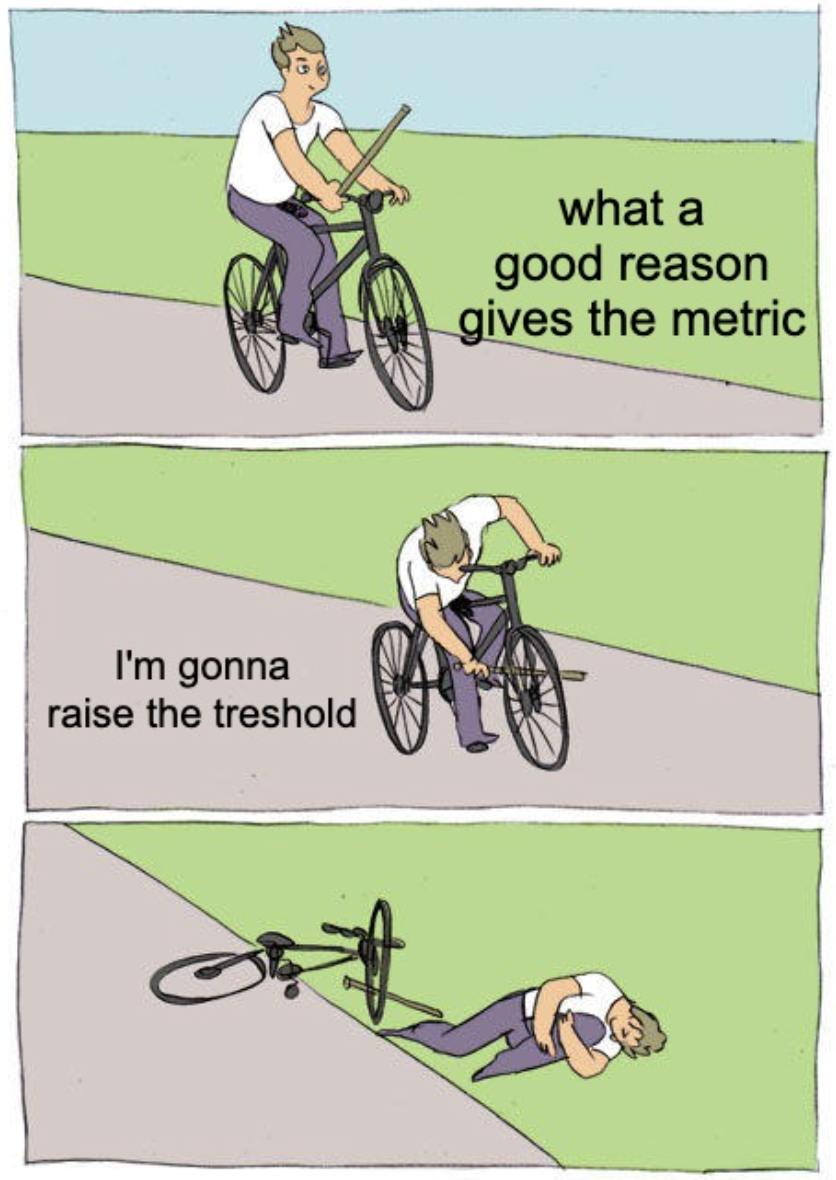 what a
good reason
gives the metric
I'm gonna
raise the treshold